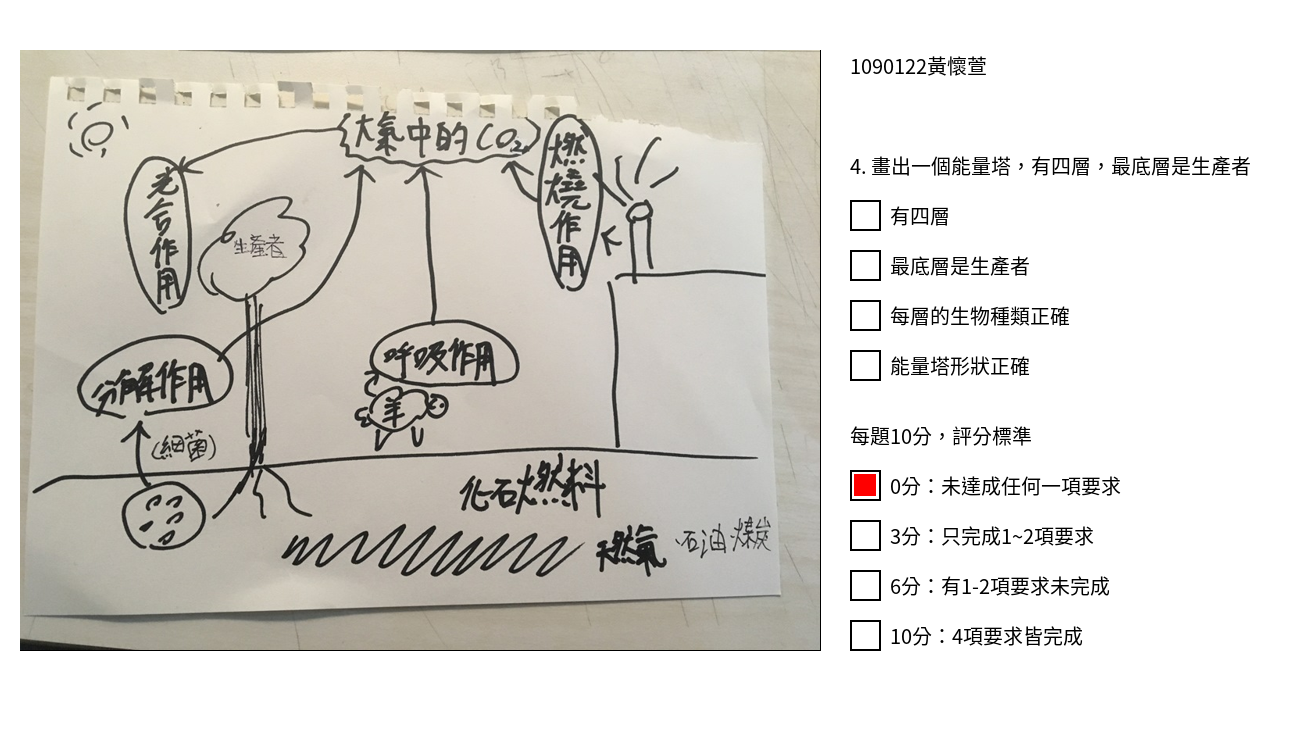 大氣中的CO2
光合作用
燃燒作用
生產者
分解作用
呼吸作用
羊
(細菌)
化石燃料
天然氣 石油 煤炭
1090122黃懷萱
4. 畫出一個能量塔，有四層，最底層是生產者
有四層
最底層是生產者
每層的生物種類正確
能量塔形狀正確
每題10分，評分標準
0分：未達成任何一項要求
3分：只完成1~2項要求
6分：有1-2項要求未完成
10分：4項要求皆完成